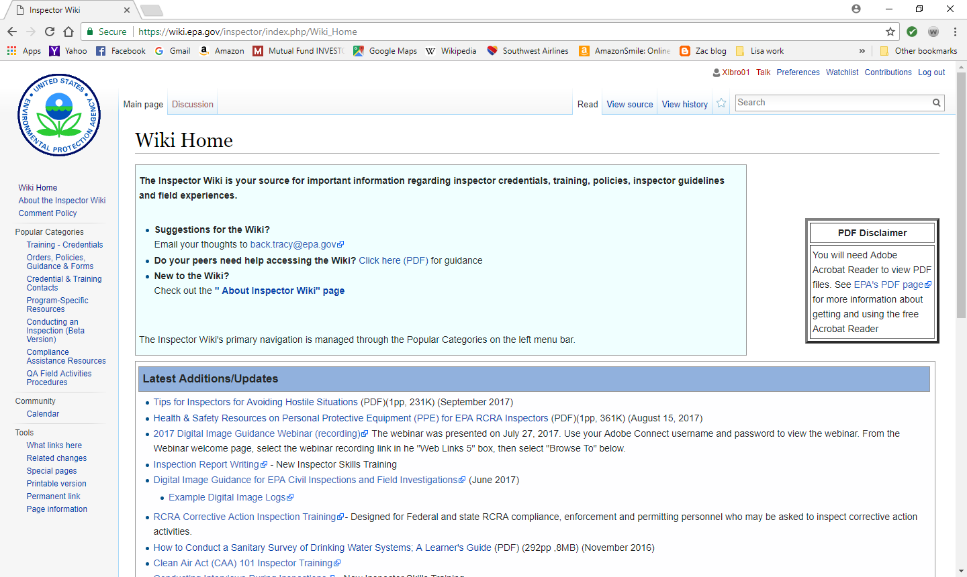 Inspector Wiki
Secure https://wiki.epa.gov/inspector/index.php/Wiki_Home
Apps Yahoo Facebook Gmail Amazon Mutual Fund INVEST Google Maps Wikipedia Southwest Airlines AmazonSmile: Online Zac blog Lisa work » Other bookmarks
Xlbro01 Talk Preferences Watchlist Contributions Log out
UNITED STATES
ENVIRONMENTAL PROTECTION AGENCY
Main page Discussion Read View source View history Search
Wiki Home
Wiki Home
About the Inspector Wiki
Comment Policy
Popular Categories
Training - Credentials
Orders, Policies,
Guidance & Forms
Credential & Training
Contacts
Program-Specific
Resources
Conducting an
Inspection (Beta
Version)
Compliance
Assistance Resources
QA Field Activities
Procedures
Community
Calendar
Tools
What links here
Related changes
Special pages
Printable version
Permanent link
Page information
The Inspector Wiki is your source for important information regarding inspector credentials, training, policies, inspector guidelines
and field experiences.
• Suggestions for the Wiki?
Email your thoughts to back.tracy@epa.gov
• Do your peers need help accessing the Wiki? Click here (PDF) for guidance
• New to the Wiki?
Check out the " About Inspector Wiki" page
The Inspector Wiki's primary navigation is managed through the Popular Categories on the left menu bar.
PDF Disclaimer
You will need Adobe
Acrobat Reader to view PDF
files. See EPA's PDF page
for more information about
getting and using the free
Acrobat Reader
Latest Additions/Updates
• Tips for Inspectors for Avoiding Hostile Situations (PDF)(1pp, 231K) (September 2017)
• Health & Safety Resources on Personal Protective Equipment (PPE) for EPA RCRA Inspectors (PDF)(1pp, 361K) (August 15, 2017)
• 2017 Digital Image Guidance Webinar (recording) The webinar was presented on July 27, 2017. Use your Adobe Connect username and password to view the webinar. From the
Webinar welcome page, select the webinar recording link in he "Web Links 5" box, then select "Browse To" below.
• Inspection Report Writing - New Inspector Skills Training
• Digital Image Guidance for EPA Civil Inspections and Field Investigations (June 2017)
• Example Digital Image Logs
• RCRA Corrective Action Inspection Training - Designed for Federal and state RCRA compliance, enforcement and permitting personnel who may be asked to inspect corrective action
activities.
• How to Conduct a Sanitary Survey of Drinking Water Systems; A Learner's Guide (PDF) (292pp ,8MB) (November 2016)
• Clean Air Act (CAA) 101 Inspector Training
Conducting Interviews During Inspections - New Inspector Skills Training